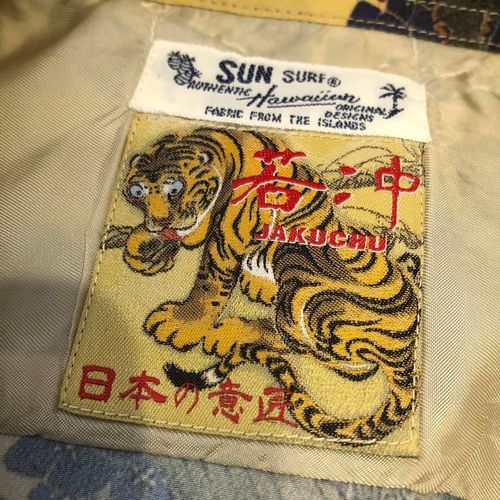 SUN SURF®
AUTHENTIC Hawaiian ORIGINAL DESIGNS
FABRIC FROM THE ISLANDS
若冲
JAKUCHU
日本の意匠